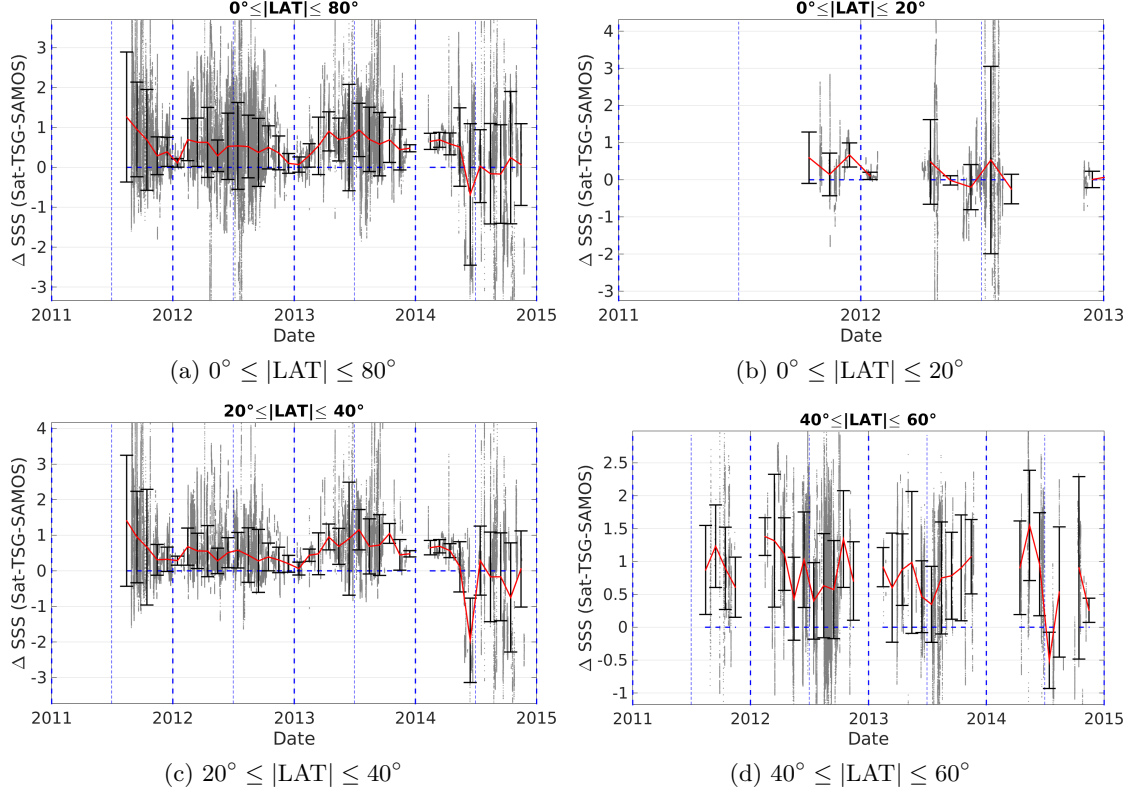 0°≤|LAT|≤ 80°
Δ SSS (Sat-TSG-SAMOS)
3
2
1
0
-1
-2
-3
2011 2012 2013 2014 2015
Date
(a) 0° ≤ |LAT| ≤ 80°
0°≤|LAT|≤ 20°
Δ SSS (Sat-TSG-SAMOS)
4
3
2
1
0
-1
-2
-3
2011 2012 2013
Date
(b) 0° ≤ |LAT| ≤ 20°
20°≤|LAT|≤ 40°
Δ SSS (Sat-TSG-SAMOS)
4
3
2
1
0
-1
-2
-3
2011 2012 2013 2014 2015
Date
(c) 20° ≤ |LAT| ≤ 40°
40°≤|LAT|≤ 60°
Δ SSS (Sat-TSG-SAMOS)
2.5
2
1.5
1
0.5
0
-0.5
-1
2011 2012 2013 2014 2015
Date
(d) 40° ≤ |LAT| ≤ 60°